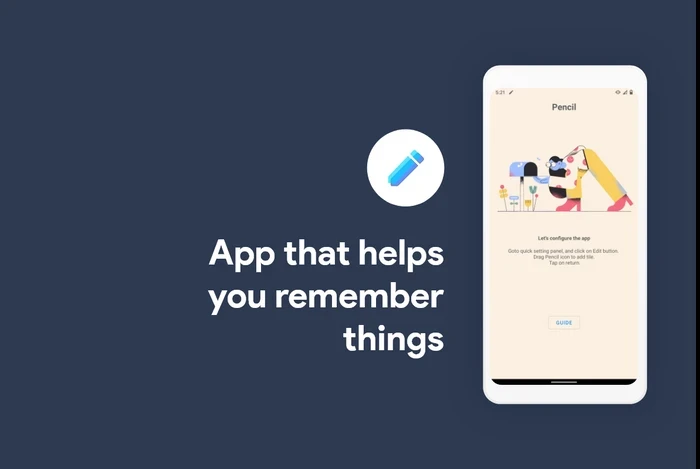 App that helps
you remember
things
5:21
Pencil
Let's configure the app
Goto quick setting panel, and click on Edit button.
Drag Pencil icon to add tile.
Tap on return.
GUIDE